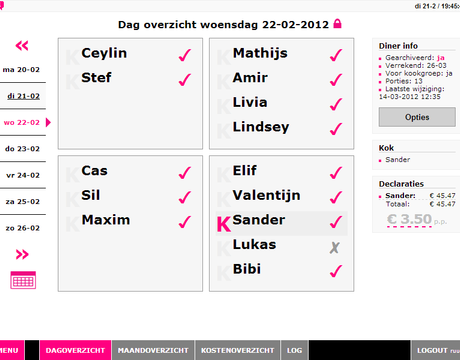 di 21-2 / 19:45:
Dag overzicht woensdag 22-02-2012
«
ma 20-02
di 21-02
wo 22-02
do 23-02
vr 24-02
za 25-02
zo 26-02
»
K Ceylin ✓
K Stef ✓
K Mathijs ✓
K Amir ✓
K Livia ✓
K Lindsey ✓
K Cas ✓
K Sil ✓
K Maxim ✓
K Elif ✓
K Valentijn ✓
K Sander ✓
K Lukas ✗
K Bibi ✓
Diner info
Gearchiveerd: ja
Verrekend: 26-03
Voor kookgroep: ja
Porties: 13
Laatste wijziging:
14-03-2012 12:35
Opties
Kok
Sander
Declaraties
Sander: € 45.47
Totaal: € 45.47
€ 3.50 p.p.
MENU DAGOVERZICHT MAANDOVERZICHT KOSTENOVERZICHT LOG LOGOUT